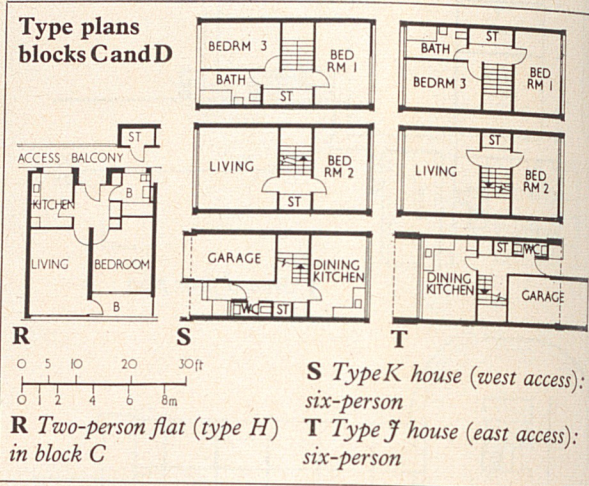 Type plans
blocks C and D
ST
ACCESS BALCONY
KITCHEN
B
LIVING
BEDROOM
B
R
BEDRM 3
BATH
ST
BED
RM 1
LIVING
ST
BED
RM 2
GARAGE
DINING
KITCHEN
WC
ST
S
ST
BATH
BEDRM 3
BED
RM 1
ST
LIVING
BED
RM 2
ST
WC
DINING
KITCHEN
GARAGE
T
0 5 10 20 30ft
0 1 2 4 6 8m
R Two-person flat (type H)
in block C
S Type K house (west access):
six-person
T Type J house (east access):
six-person